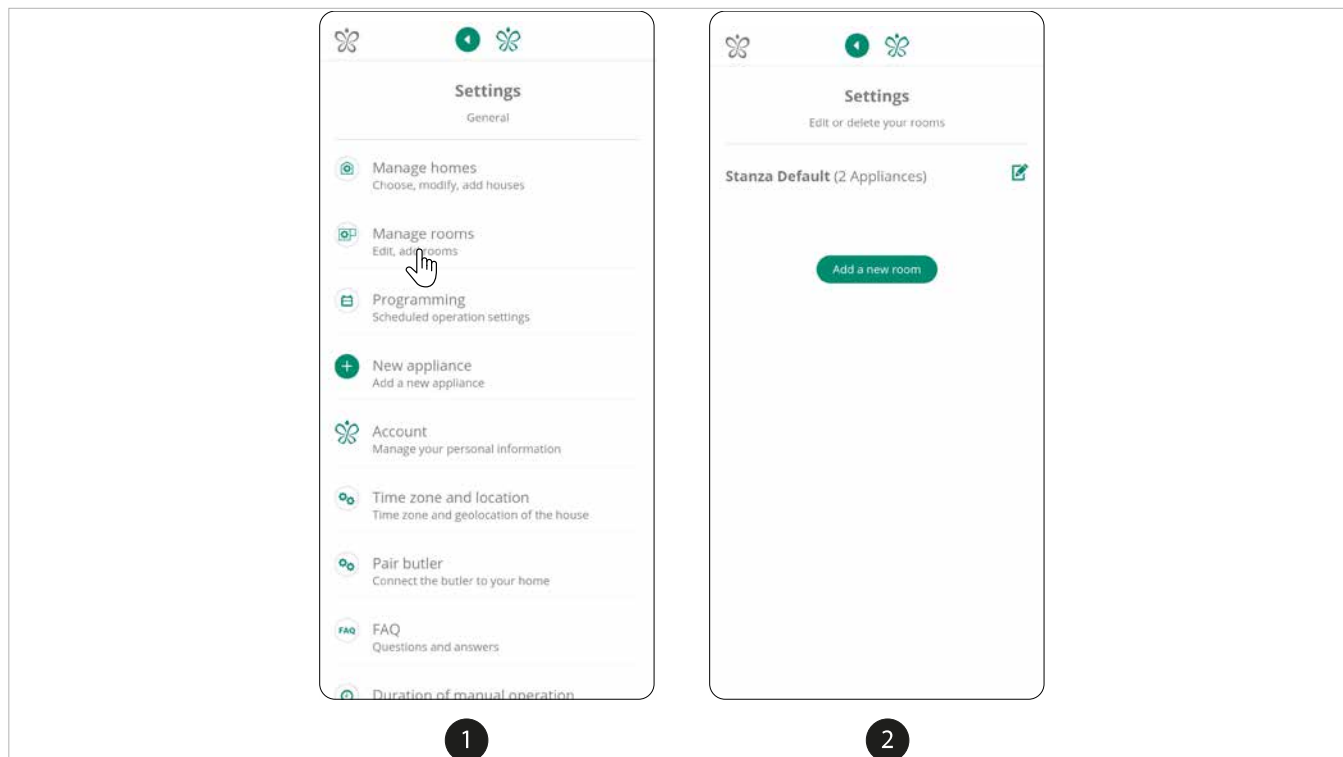 Settings
General
Manage homes
Choose, modify, add houses
Manage rooms
Edit, add rooms
Programming
Scheduled operation settings
New appliance
Add a new appliance
Account
Manage your personal information
Time zone and location
Time zone and geolocation of the house
Pair butler
Connect the butler to your home
FAQ FAQ
Questions and answers
Duration of manual operation
1
Settings
Edit or delete your rooms
Stanza Default (2 Appliances)
Add a new room
2